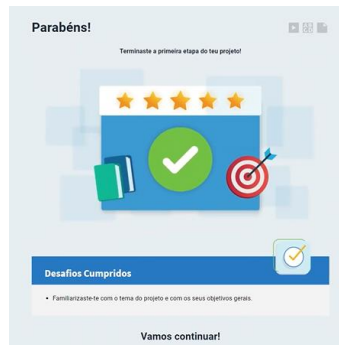 Parabéns!
Terminaste a primeira etapa do teu projeto!
Desafios Cumpridos
• Familiarizaste-te com o tema do projeto e com os seus objetivos gerais.
Vamos continuar!